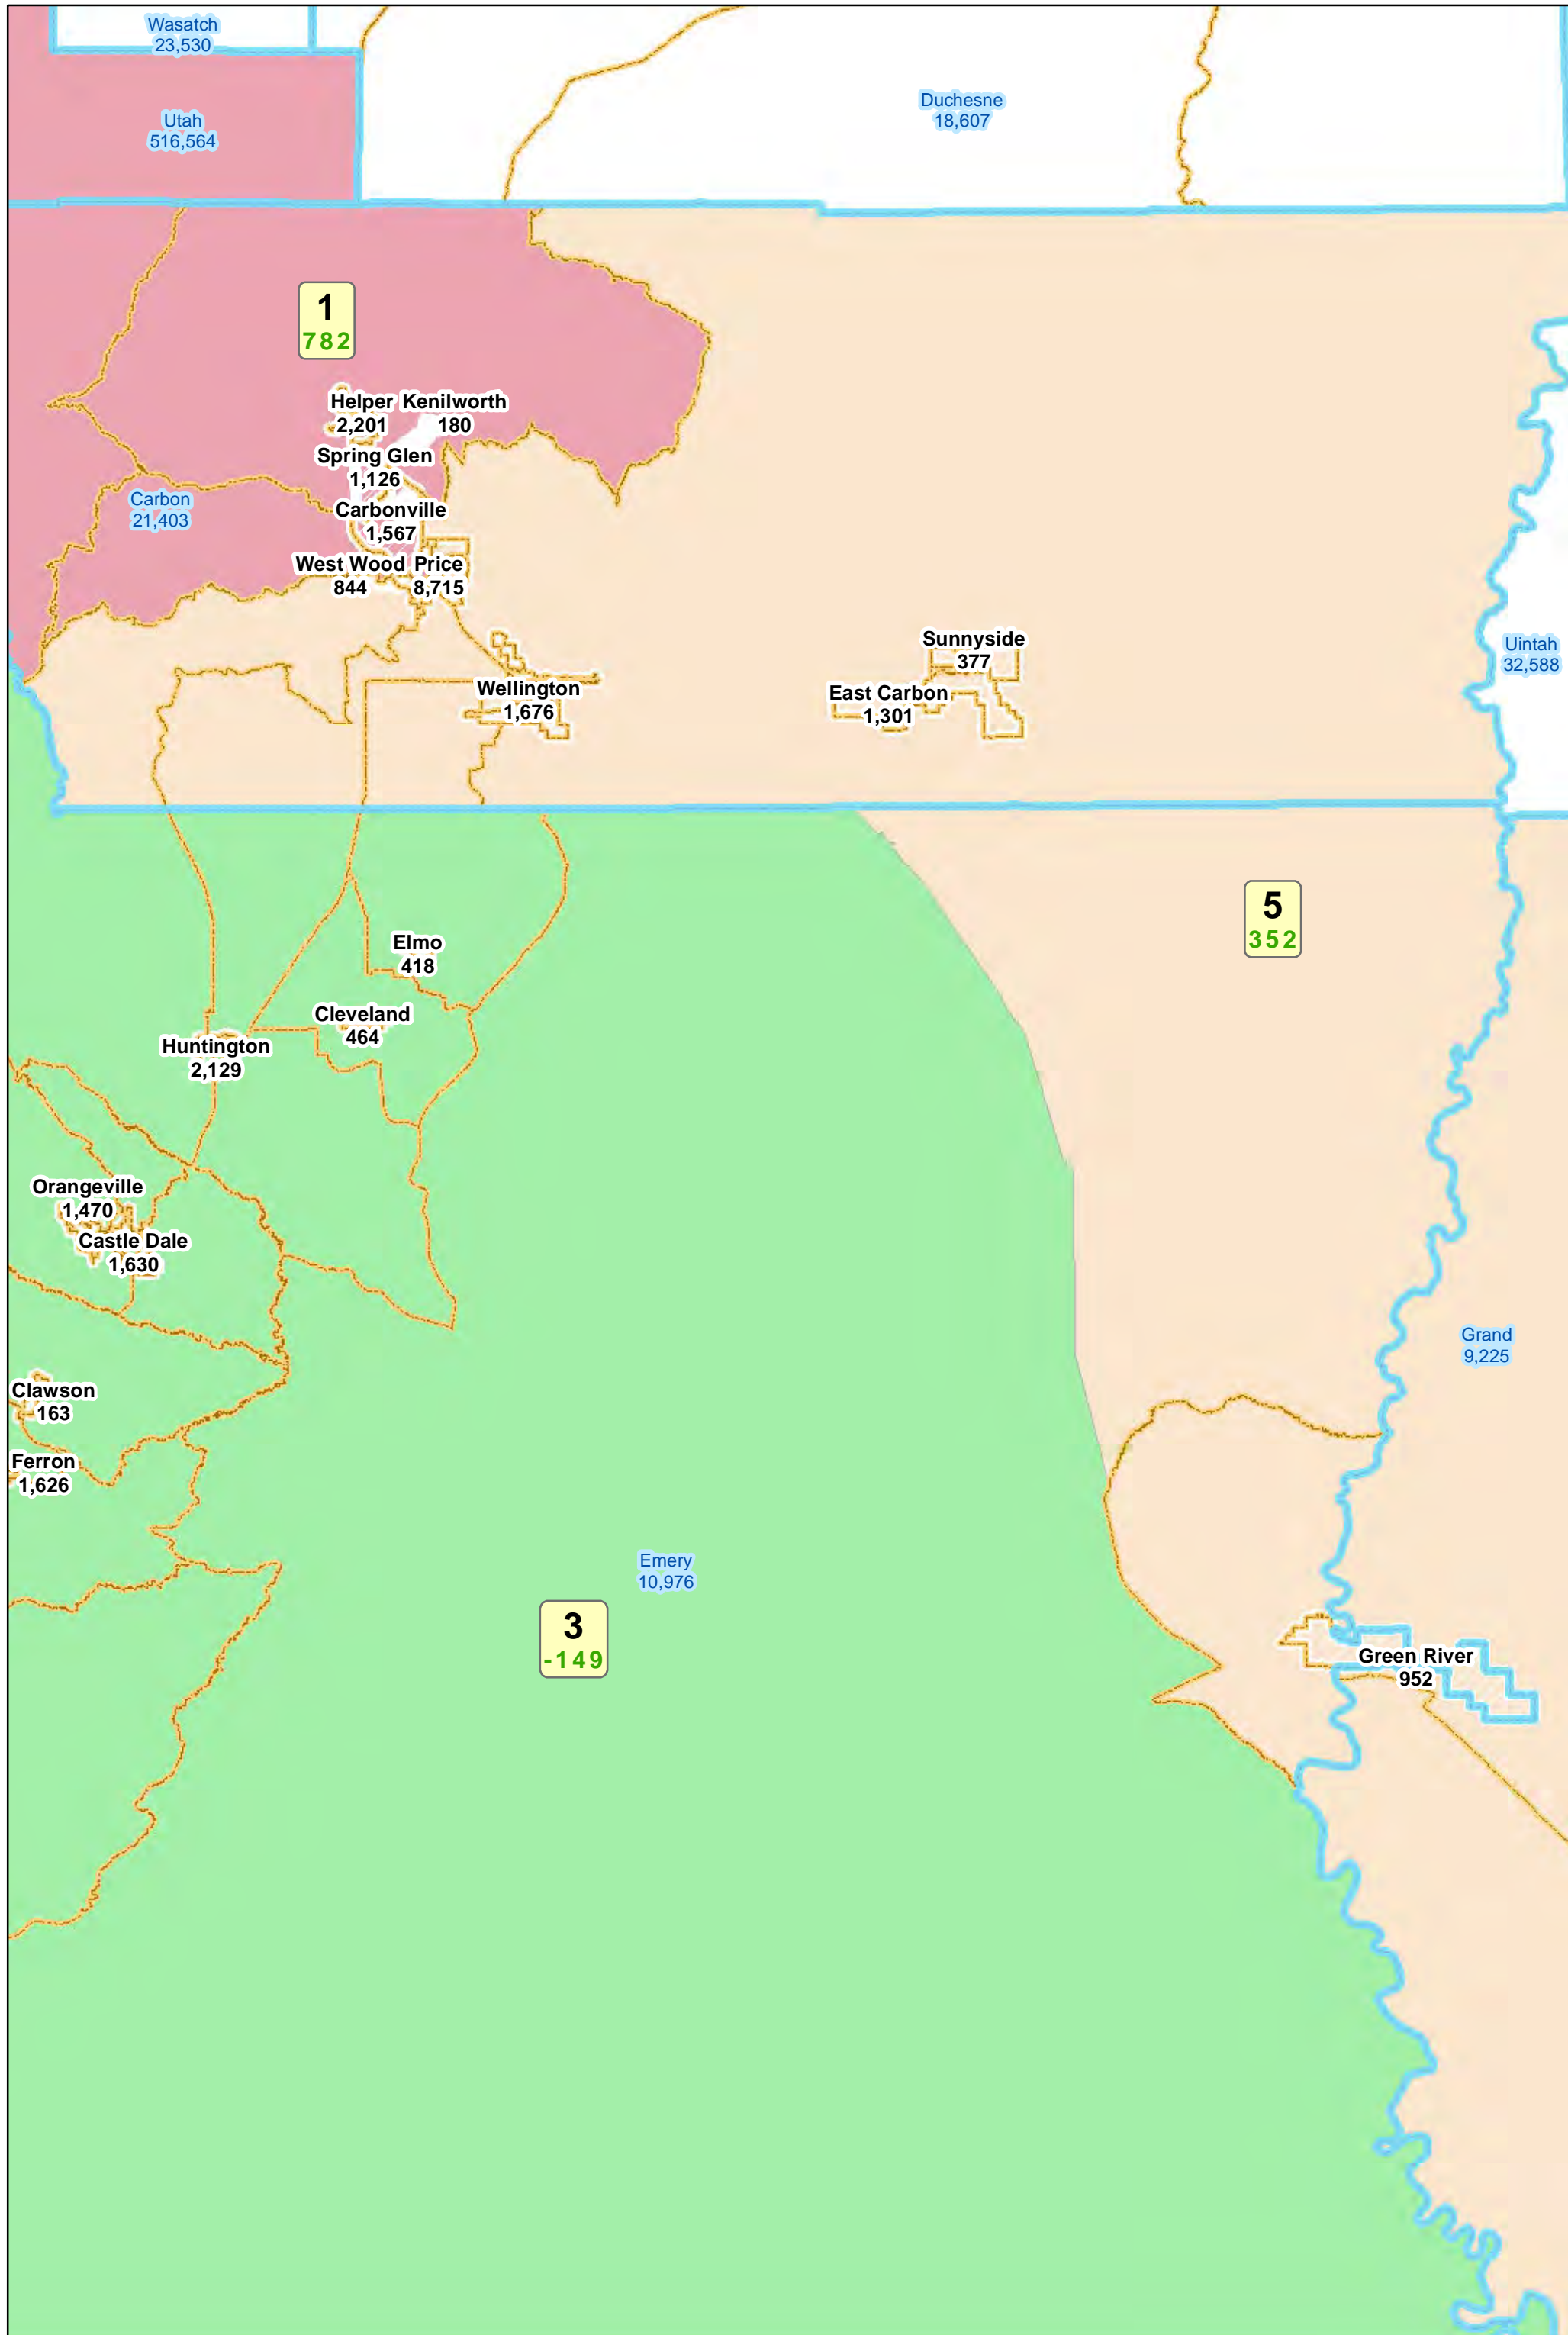 Wasatch
23,530
Utah
516,564
Duchesne
18,607
1
782
Helper
2,201
Kenilworth
180
Spring Glen
1,126
Carbon
21,403
Carbonville
1,567
West Wood
844
Price
8,715
Sunnyside
377
Uintah
32,588
Wellington
1,676
East Carbon
1,301
5
352
Elmo
418
Cleveland
464
Huntington
2,129
Orangeville
1,470
Castle Dale
1,630
Grand
9,225
Clawson
163
Ferron
1,626
Emery
10,976
3
-149
Green River
952